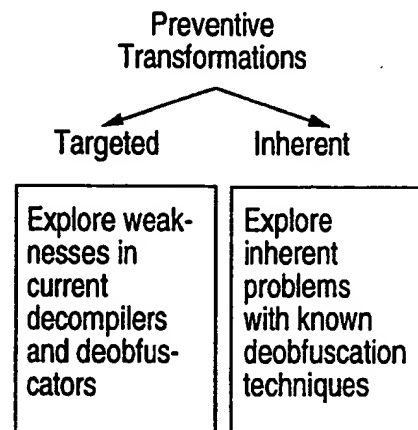 Preventive
Transformations
Targeted
Inherent
Explore weak-
nesses in
current
decompilers
and deobfus-
cators
Explore
inherent
problems
with known
deobfuscation
techniques